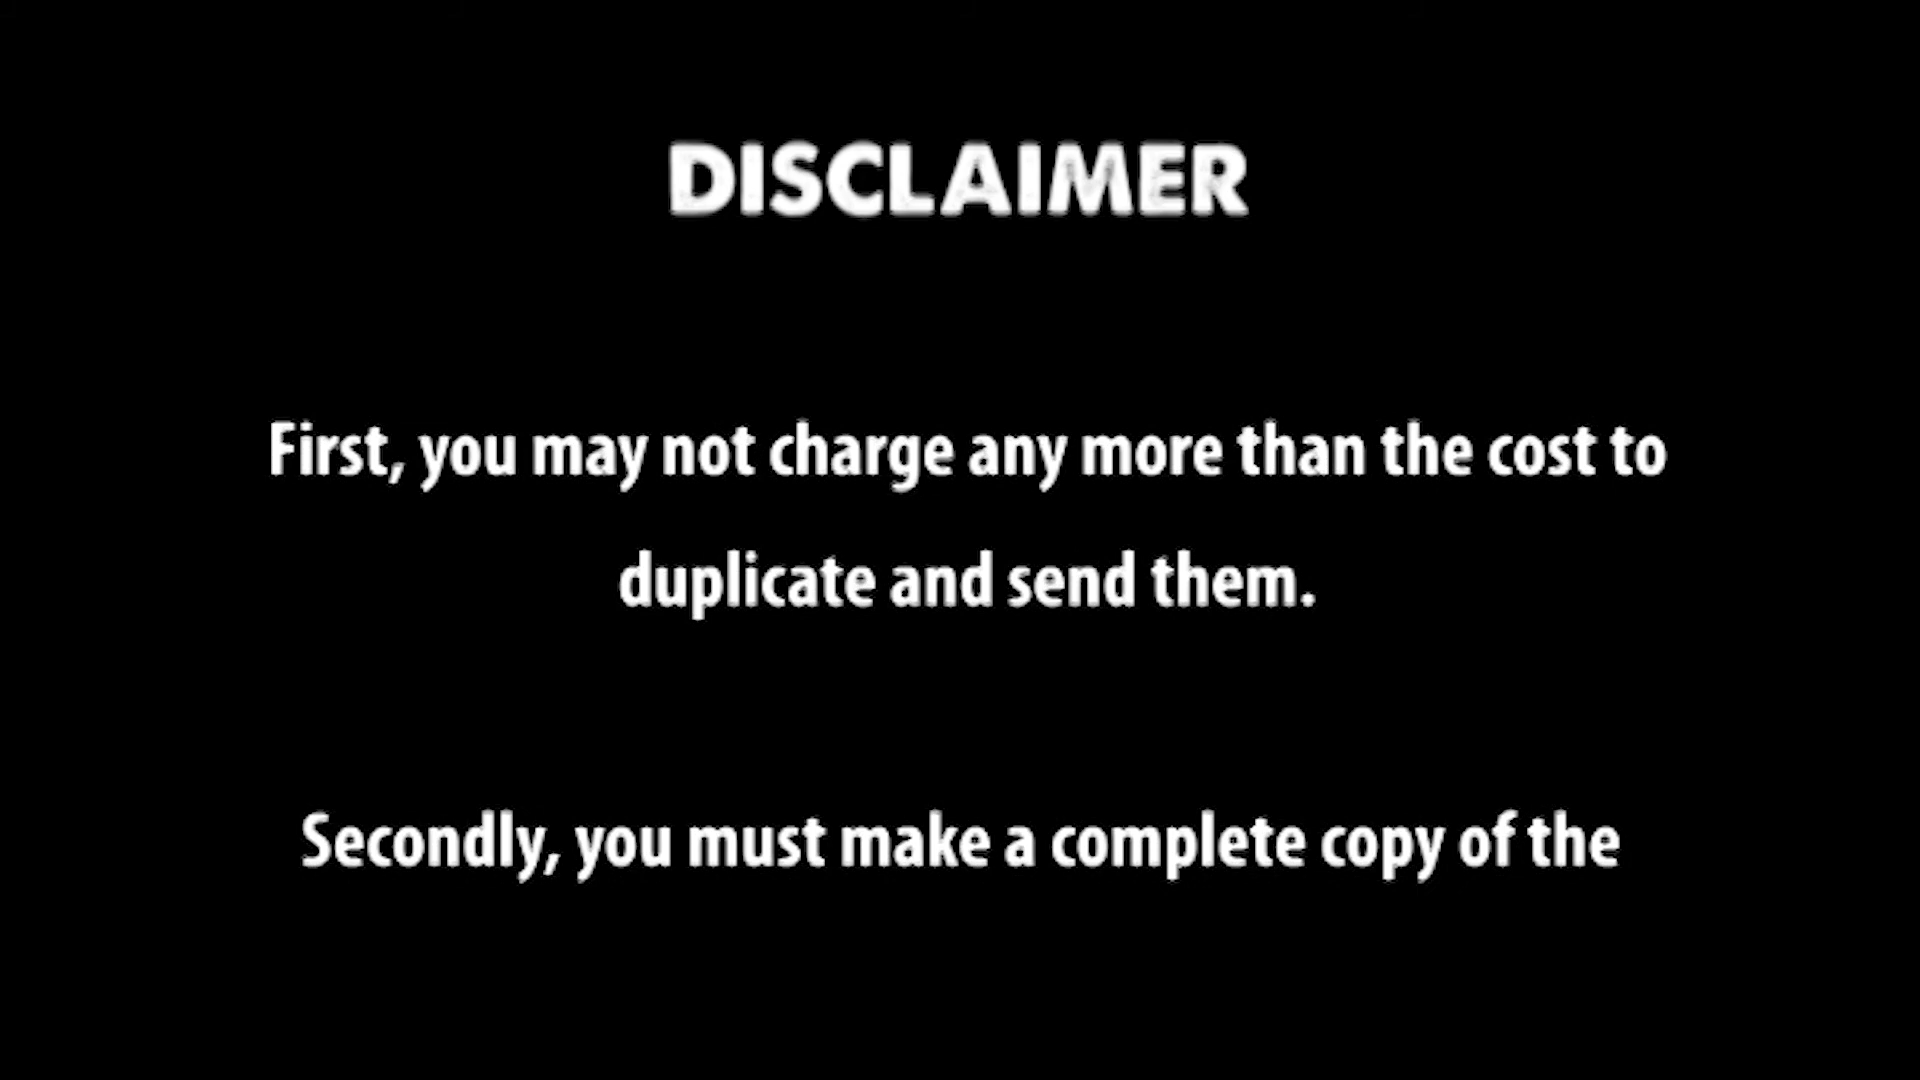 DISCLAIMER
First, you may not charge any more than the cost to
duplicate and send them.
Secondly, you must make a complete copy of the